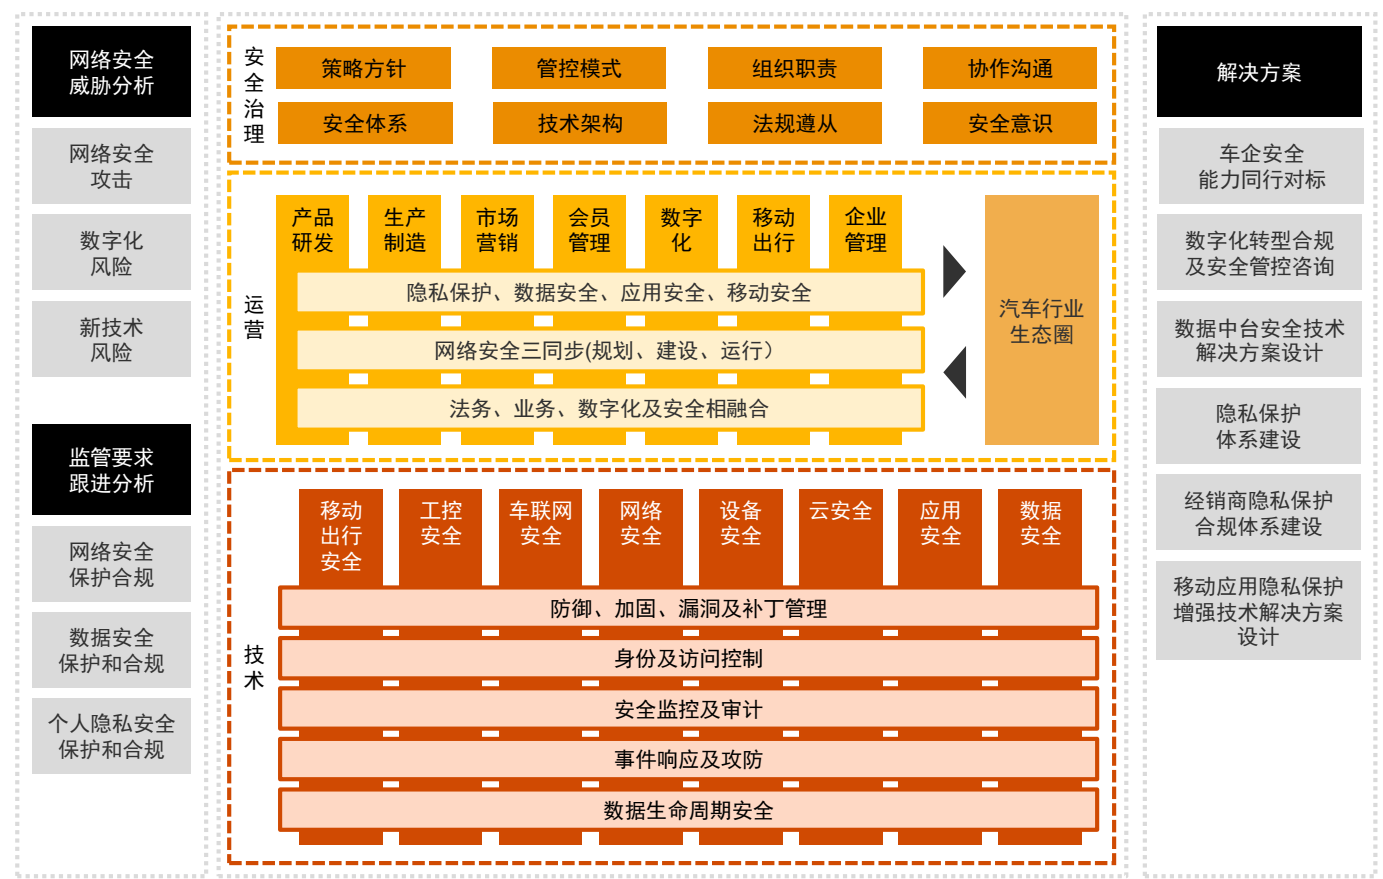 网络安全
威胁分析
网络安全
攻击
数字化
风险
新技术
风险
监管要求
跟进分析
网络安全
保护合规
数据安全
保护和合规
个人隐私安全
保护和合规
安全治理
策略方针
管控模式
组织职责
协作沟通
安全体系
技术架构
法规遵从
安全意识
运营
产品
研发
生产
制造
市场
营销
会员
管理
数字
化
移动
出行
企业
管理
隐私保护、数据安全、应用安全、移动安全
网络安全三同步(规划、建设、运行）
法务、业务、数字化及安全相融合
汽车行业
生态圈
技术
移动
出行
安全
工控
安全
车联网
安全
网络
安全
设备
安全
云安全
应用
安全
数据
安全
防御、加固、漏洞及补丁管理
身份及访问控制
安全监控及审计
事件响应及攻防
数据生命周期安全
解决方案
车企安全
能力同行对标
数字化转型合规
及安全管控咨询
数据中台安全技术
解决方案设计
隐私保护
体系建设
经销商隐私保护
合规体系建设
移动应用隐私保护
增强技术解决方案
设计